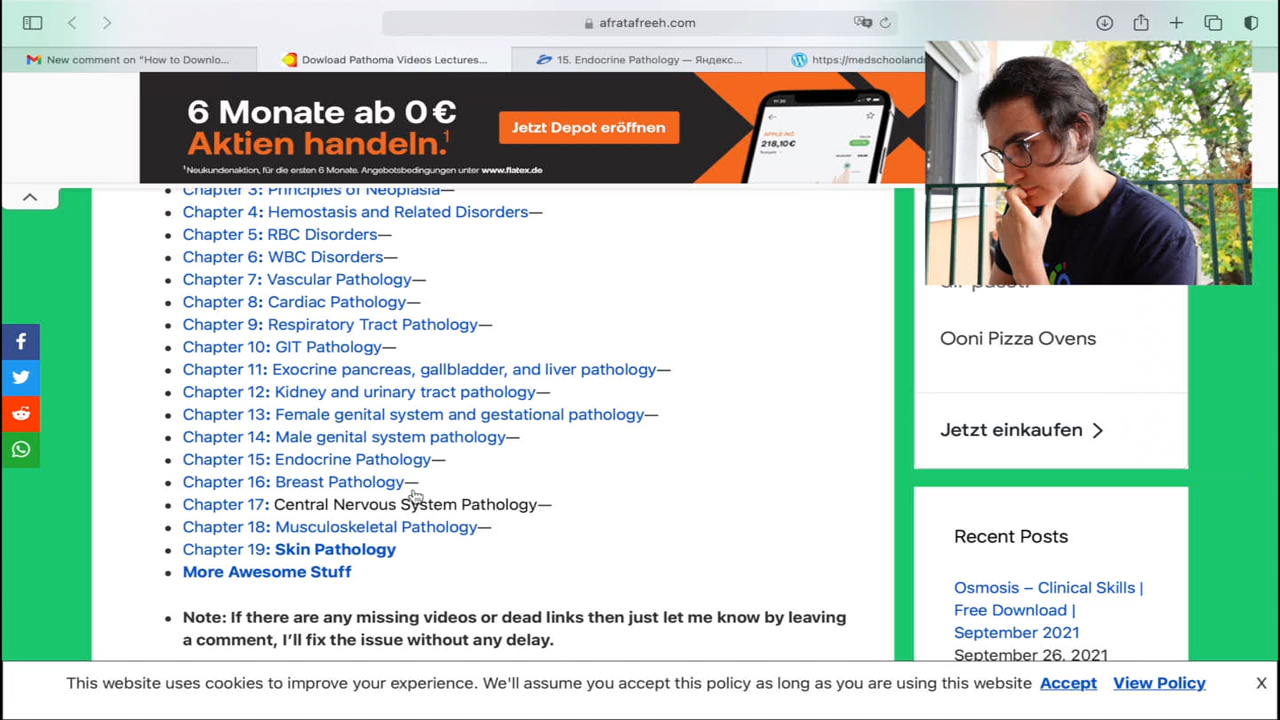 afratafreeh.com
New comment on "How to Downlo...
Dowload Pathoma Videos Lectures...
15. Endocrine Pathology — Яндекс...
https://medschooland
6 Monate ab 0 €
Aktien handeln.¹
Jetzt Depot eröffnen
¹Neukundenaktion, für die ersten 6. Monate. Angebotsbedingungen unter www.flatex.de
APPLE INC.
218,10€
Chapter 3: Principles of Neoplasia—
Chapter 4: Hemostasis and Related Disorders—
Chapter 5: RBC Disorders—
Chapter 6: WBC Disorders—
Chapter 7: Vascular Pathology—
Chapter 8: Cardiac Pathology—
Chapter 9: Respiratory Tract Pathology—
Chapter 10: GIT Pathology—
Chapter 11: Exocrine pancreas, gallbladder, and liver pathology—
Chapter 12: Kidney and urinary tract pathology—
Chapter 13: Female genital system and gestational pathology—
Chapter 14: Male genital system pathology—
Chapter 15: Endocrine Pathology—
Chapter 16: Breast Pathology—
Chapter 17: Central Nervous System Pathology—
Chapter 18: Musculoskeletal Pathology—
Chapter 19: Skin Pathology
More Awesome Stuff
Note: If there are any missing videos or dead links then just let me know by leaving
a comment, I'll fix the issue without any delay.
dir passt.
Ooni Pizza Ovens
Jetzt einkaufen
Recent Posts
Osmosis – Clinical Skills |
Free Download |
September 2021
September 26, 2021
This website uses cookies to improve your experience. We'll assume you accept this policy as long as you are using this website Accept View Policy X